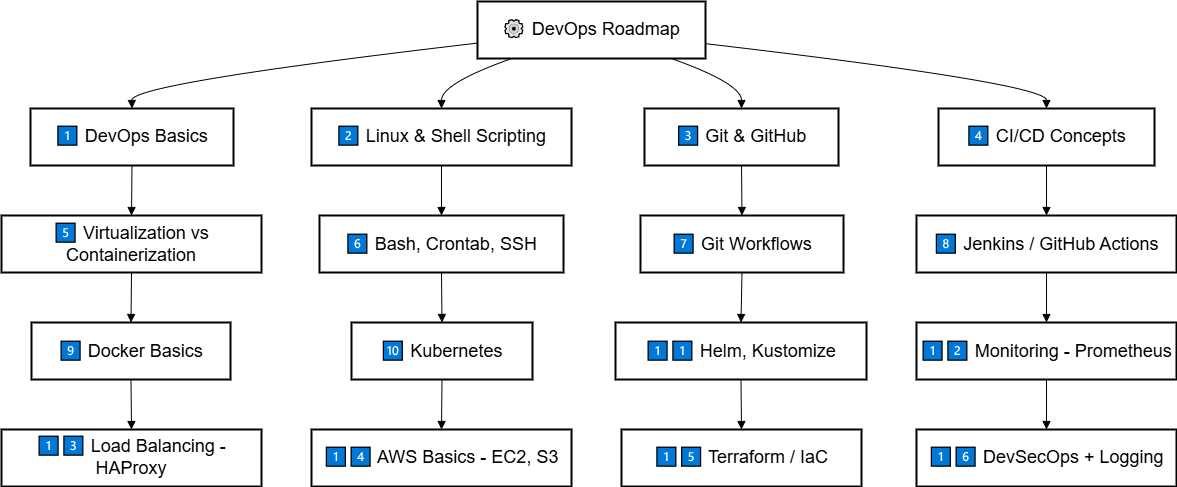 DevOps Roadmap
1 DevOps Basics
2 Linux & Shell Scripting
3 Git & GitHub
4 CI/CD Concepts
5 Virtualization vs
Containerization
6 Bash, Crontab, SSH
7 Git Workflows
8 Jenkins / GitHub Actions
9 Docker Basics
10 Kubernetes
1 1 Helm, Kustomize
1 2 Monitoring - Prometheus
1 3 Load Balancing -
HAProxy
1 4 AWS Basics - EC2, S3
1 5 Terraform / IaC
1 6 DevSecOps + Logging